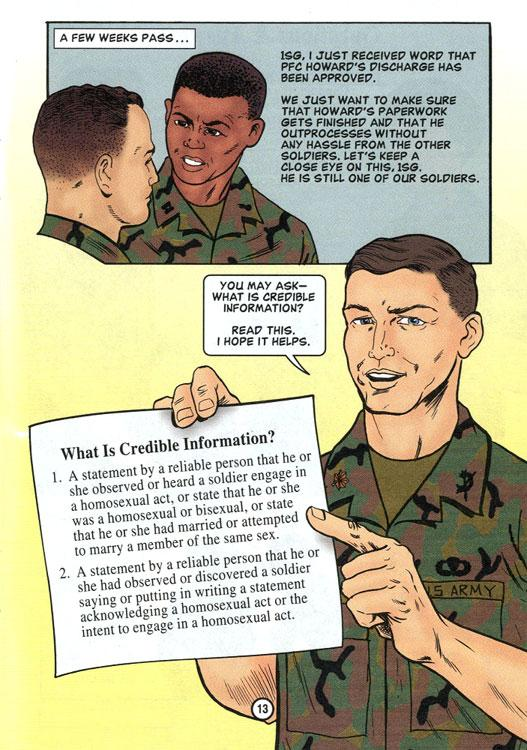 A FEW WEEKS PASS...
1SG, I JUST RECEIVED WORD THAT
PFC HOWARD'S DISCHARGE HAS
BEEN APPROVED.
WE JUST WANT TO MAKE SURE
THAT HOWARD'S PAPERWORK
GETS FINISHED AND THAT HE
OUTPROCESSES WITHOUT
ANY HASSLE FROM THE OTHER
SOLDIERS. LET'S KEEP A
CLOSE EYE ON THIS, 1SG.
HE IS STILL ONE OF OUR SOLDIERS.
YOU MAY ASK–
WHAT IS CREDIBLE
INFORMATION?
READ THIS.
I HOPE IT HELPS.
What Is Credible Information?
1. A statement by a reliable person that he or
she observed or heard a soldier engage in
a homosexual act, or state that he or she
was a homosexual or bisexual, or state
that he or she had married or attempted
to marry a member of the same sex.
2. A statement by a reliable person that he or
she had observed or discovered a soldier
saying or putting in writing a statement
acknowledging a homosexual act or the
intent to engage in a homosexual act.
US ARMY
13